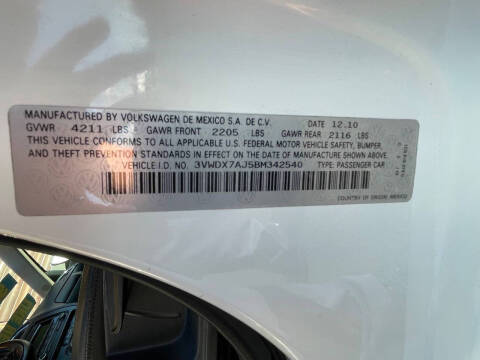 MANUFACTURED BY VOLKSWAGEN DE MEXICO S.A. DE C.V. DATE 12.10
GVWR 4211 LBS GAWR FRONT 2205 LBS GAWR REAR 2116 LBS
THIS VEHICLE CONFORMS TO ALL APPLICABLE U.S. FEDERAL MOTOR VEHICLE SAFETY, BUMPER,
AND THEFT PREVENTION STANDARDS IN EFFECT ON THE DATE OF MANUFACTURE SHOWN ABOVE.
VEHICLE I.D. NO. 3VWDX7AJ5BM342540 TYPE: PASSENGER CAR
COUNTRY OF ORIGIN: MEXICO